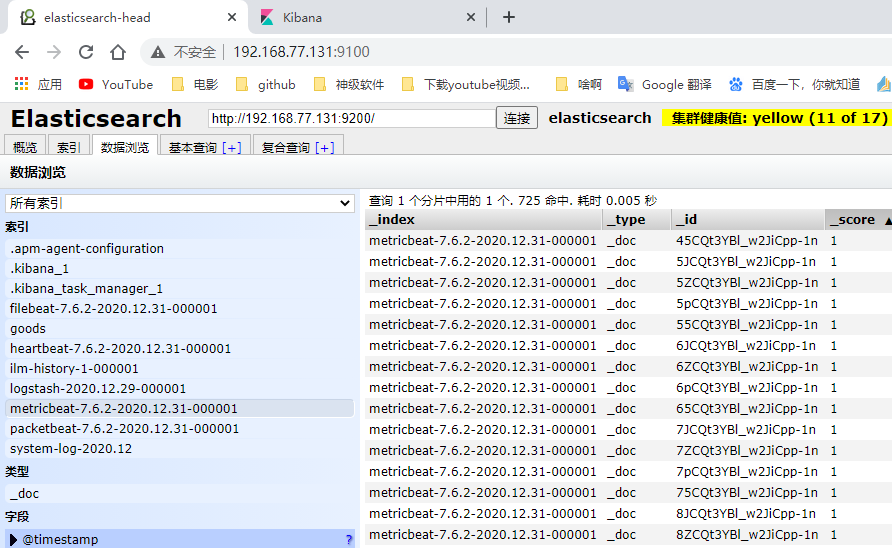 elasticsearch-head
Kibana
不安全 192.168.77.131:9100
应用 YouTube 电影 github 神级软件 下载youtube视频... 啥啊 Google 翻译 百度一下，你就知道
Elasticsearch http://192.168.77.131:9200/ 连接 elasticsearch 集群健康值: yellow (11 of 17)
概览 索引 数据浏览 基本查询 [+] 复合查询 [+]
数据浏览
所有索引
索引
.apm-agent-configuration
.kibana_1
.kibana_task_manager_1
filebeat-7.6.2-2020.12.31-000001
goods
heartbeat-7.6.2-2020.12.31-000001
ilm-history-1-000001
logstash-2020.12.29-000001
metricbeat-7.6.2-2020.12.31-000001
packetbeat-7.6.2-2020.12.31-000001
system-log-2020.12
类型
_doc
字段
@timestamp ?
查询 1 个分片中用的 1 个. 725 命中. 耗时 0.005 秒
_index _type _id _score ▲
metricbeat-7.6.2-2020.12.31-000001 _doc 45CQt3YBl_w2JiCpp-1n 1
metricbeat-7.6.2-2020.12.31-000001 _doc 5JCQt3YBl_w2JiCpp-1n 1
metricbeat-7.6.2-2020.12.31-000001 _doc 5ZCQt3YBl_w2JiCpp-1n 1
metricbeat-7.6.2-2020.12.31-000001 _doc 5pCQt3YBl_w2JiCpp-1n 1
metricbeat-7.6.2-2020.12.31-000001 _doc 55CQt3YBl_w2JiCpp-1n 1
metricbeat-7.6.2-2020.12.31-000001 _doc 6JCQt3YBl_w2JiCpp-1n 1
metricbeat-7.6.2-2020.12.31-000001 _doc 6ZCQt3YBl_w2JiCpp-1n 1
metricbeat-7.6.2-2020.12.31-000001 _doc 6pCQt3YBl_w2JiCpp-1n 1
metricbeat-7.6.2-2020.12.31-000001 _doc 65CQt3YBl_w2JiCpp-1n 1
metricbeat-7.6.2-2020.12.31-000001 _doc 7JCQt3YBl_w2JiCpp-1n 1
metricbeat-7.6.2-2020.12.31-000001 _doc 7ZCQt3YBl_w2JiCpp-1n 1
metricbeat-7.6.2-2020.12.31-000001 _doc 7pCQt3YBl_w2JiCpp-1n 1
metricbeat-7.6.2-2020.12.31-000001 _doc 75CQt3YBl_w2JiCpp-1n 1
metricbeat-7.6.2-2020.12.31-000001 _doc 8JCQt3YBl_w2JiCpp-1n 1
metricbeat-7.6.2-2020.12.31-000001 _doc 8ZCQt3YBl_w2JiCpp-1n 1